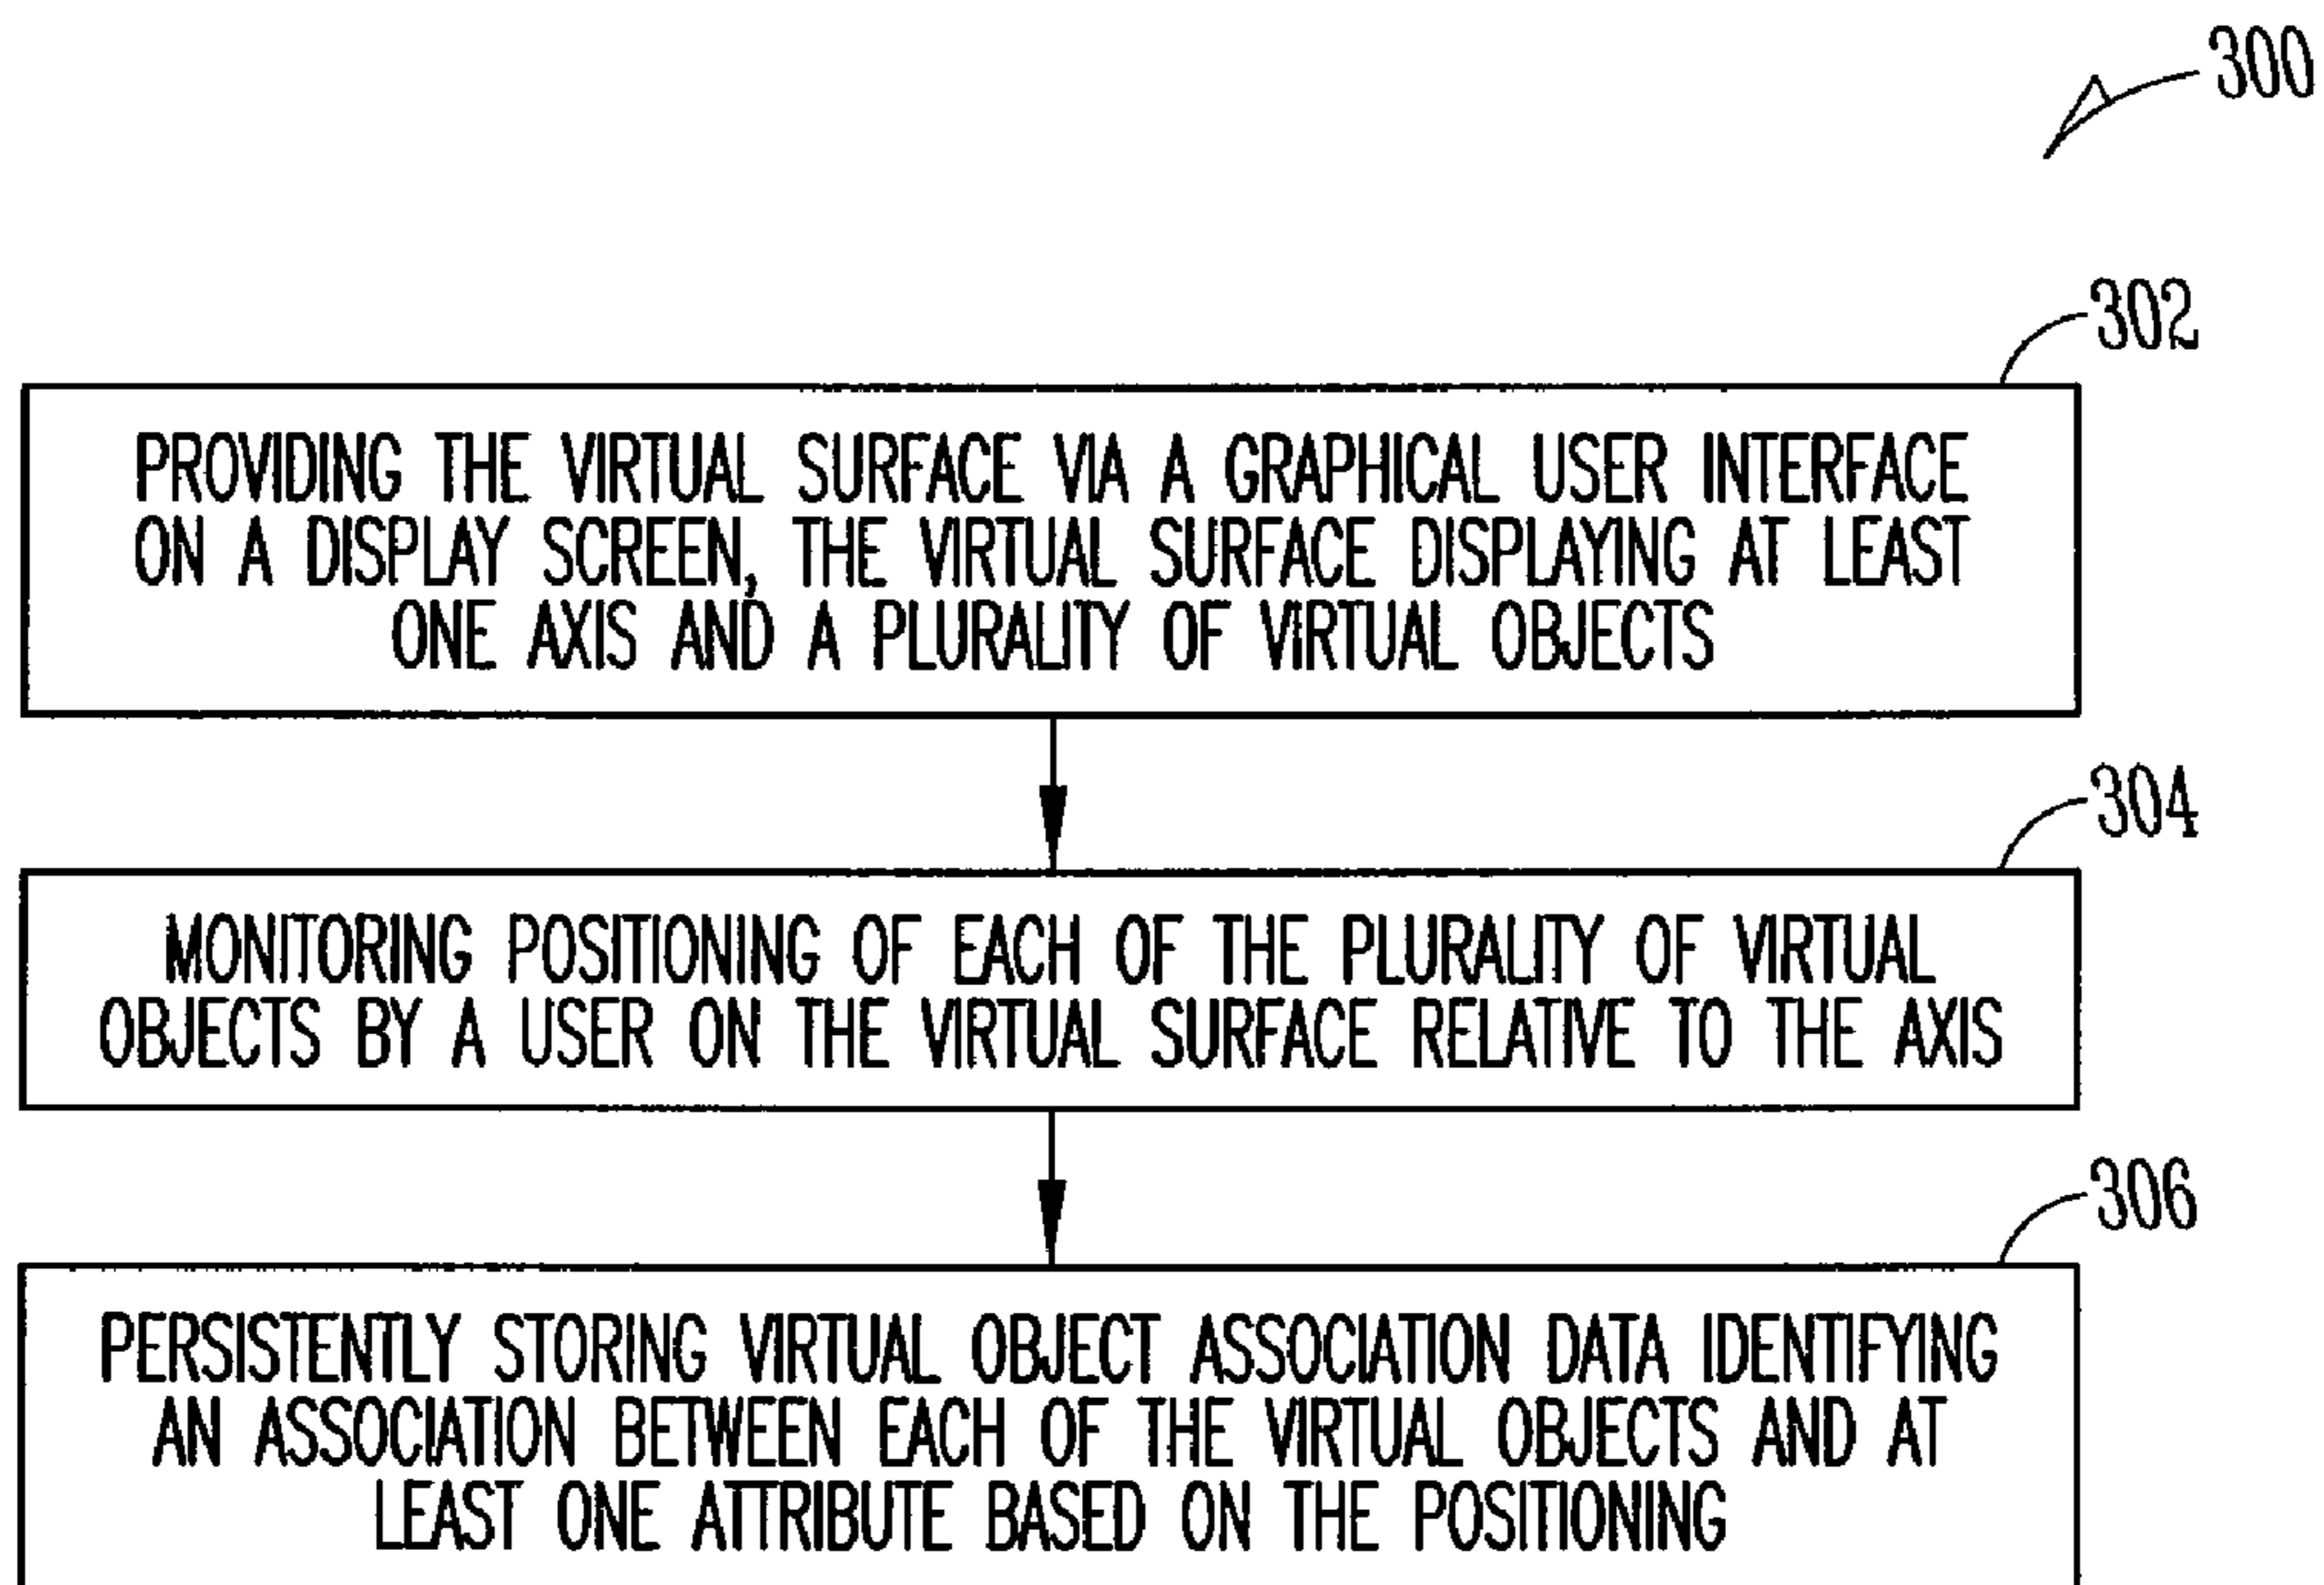 300
302
PROVIDING THE VIRTUAL SURFACE VIA A GRAPHICAL USER INTERFACE
ON A DISPLAY SCREEN, THE VIRTUAL SURFACE DISPLAYING AT LEAST
ONE AXIS AND A PLURALITY OF VIRTUAL OBJECTS
304
MONITORING POSITIONING OF EACH OF THE PLURALITY OF VIRTUAL
OBJECTS BY A USER ON THE VIRTUAL SURFACE RELATIVE TO THE AXIS
306
PERSISTENTLY STORING VIRTUAL OBJECT ASSOCIATION DATA IDENTIFYING
AN ASSOCIATION BETWEEN EACH OF THE VIRTUAL OBJECTS AND AT
LEAST ONE ATTRIBUTE BASED ON THE POSITIONING